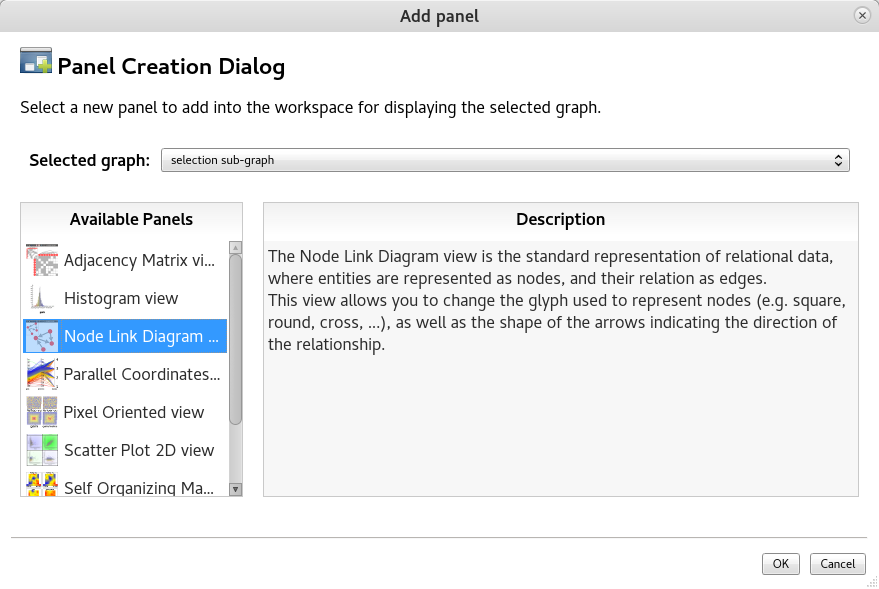 Add panel
Panel Creation Dialog
Select a new panel to add into the workspace for displaying the selected graph.
Selected graph:
selection sub-graph
Available Panels
Adjacency Matrix vi...
Histogram view
Node Link Diagram ...
Parallel Coordinates...
Pixel Oriented view
Scatter Plot 2D view
Self Organizing Ma...
Description
The Node Link Diagram view is the standard representation of relational data,
where entities are represented as nodes, and their relation as edges.
This view allows you to change the glyph used to represent nodes (e.g. square,
round, cross, ...), as well as the shape of the arrows indicating the direction of
the relationship.
OK
Cancel